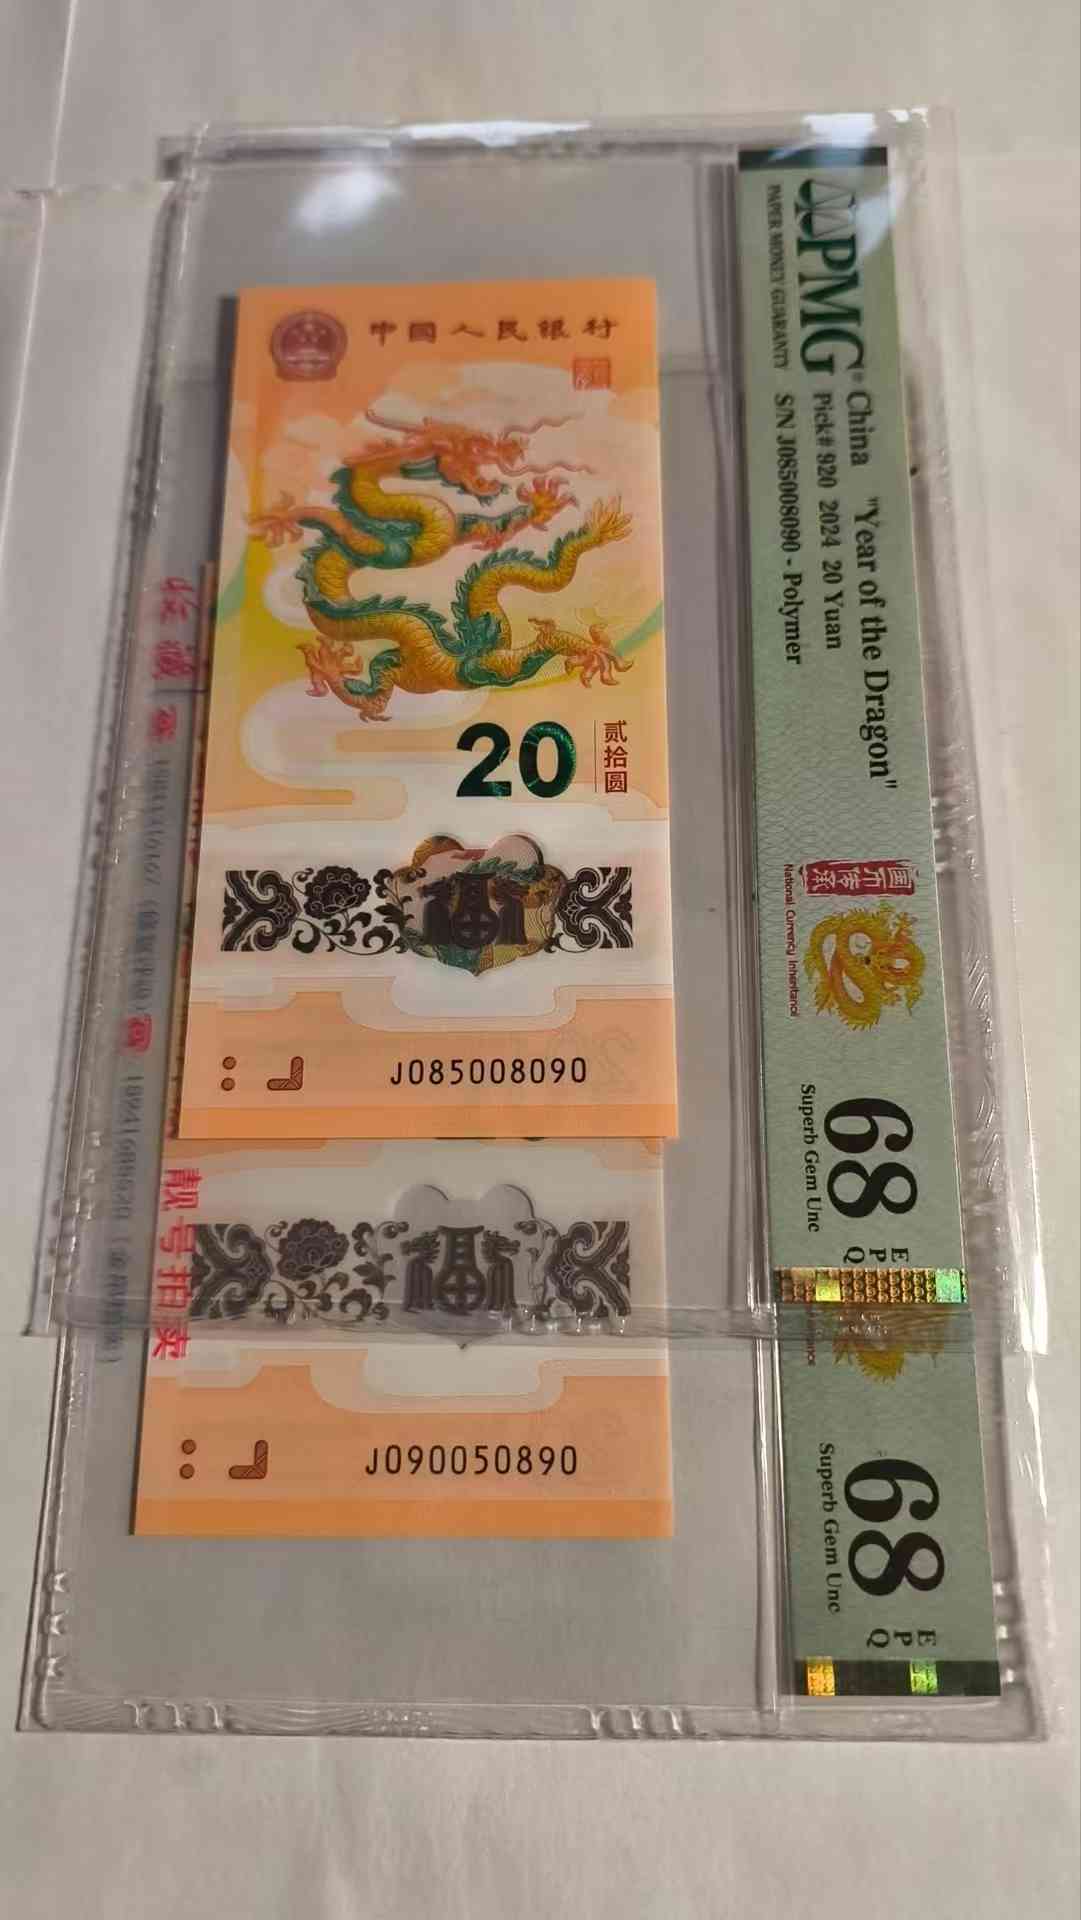 中國人民銀行
20
贰拾圆
J085008090
J090050890
PMG
PAPER MONEY GUARANTY
China "Year of the Dragon"
Pick# 920 2024 20 Yuan
S/N J085008090 - Polymer
国币传承
National Currency Inheritance
68 EPQ
Superb Gem Unc
68 EPQ
Superb Gem Unc
收藏
靓号拍卖